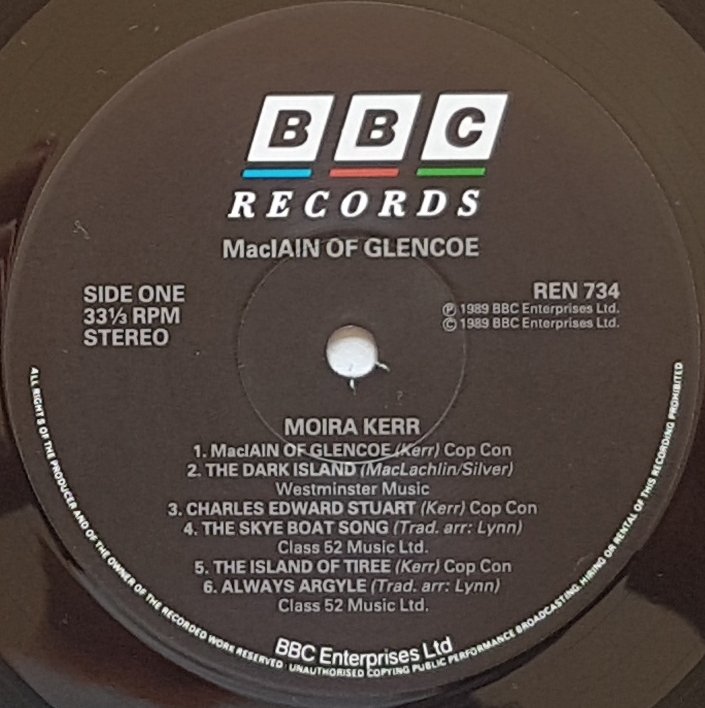 BBC
RECORDS
MacIAIN OF GLENCOE
SIDE ONE
33⅓ RPM
STEREO
REN 734
℗ 1989 BBC Enterprises Ltd.
© 1989 BBC Enterprises Ltd.
MOIRA KERR
1. MacIAIN OF GLENCOE (Kerr) Cop Con
2. THE DARK ISLAND (MacLachlin/Silver)
Westminster Music
3. CHARLES EDWARD STUART (Kerr) Cop Con
4. THE SKYE BOAT SONG (Trad. arr: Lynn)
Class 52 Music Ltd.
5. THE ISLAND OF TIREE (Kerr) Cop Con
6. ALWAYS ARGYLE (Trad. arr: Lynn)
Class 52 Music Ltd.
BBC Enterprises Ltd
ALL RIGHTS OF THE PRODUCER AND OF THE OWNER OF THE RECORDED WORK RESERVED · UNAUTHORISED COPYING PUBLIC PERFORMANCE BROADCASTING, HIRING OR RENTAL OF THIS RECORDING PROHIBITED